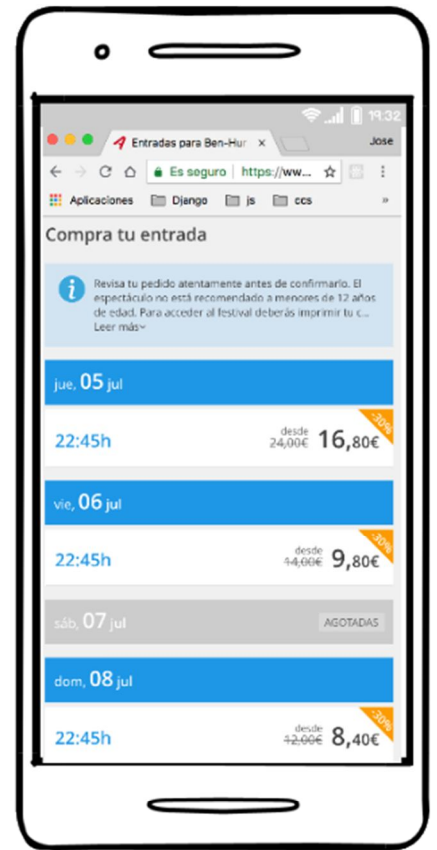 19:32
Entradas para Ben-Hur ×
Jose
Es seguro | https://ww...
Aplicaciones Django js ccs »
Compra tu entrada
Revisa tu pedido atentamente antes de confirmarlo. El
espectáculo no está recomendado a menores de 12 años
de edad. Para acceder al festival deberás imprimir tu c...
Leer más
jue, 05 jul
-30%
desde
22:45h 24,00€ 16,80€
vie, 06 jul
-30%
desde
22:45h 14,00€ 9,80€
sáb, 07 jul AGOTADAS
dom, 08 jul
-30%
desde
22:45h 12,00€ 8,40€